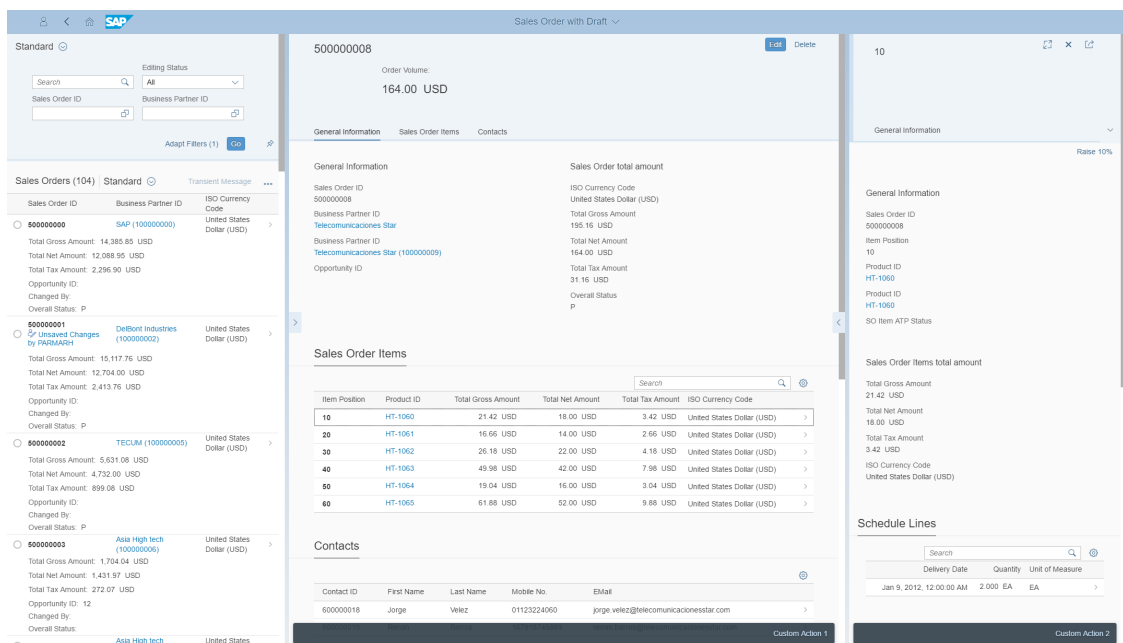 SAP
Sales Order with Draft
Standard
Editing Status
Search
All
Sales Order ID
Business Partner ID
Adapt Filters (1)
Go
Sales Orders (104)
Standard
Transient Message
...
Sales Order ID
Business Partner ID
ISO Currency
Code
500000000
SAP (100000000)
United States
Dollar (USD)
Total Gross Amount: 14,385.85 USD
Total Net Amount: 12,088.95 USD
Total Tax Amount: 2,296.90 USD
Opportunity ID:
Changed By:
Overall Status: P
500000001
Unsaved Changes
by PARMARH
DelBont Industries
(100000002)
United States
Dollar (USD)
Total Gross Amount: 15,117.76 USD
Total Net Amount: 12,704.00 USD
Total Tax Amount: 2,413.76 USD
Opportunity ID:
Changed By:
Overall Status: P
500000002
TECUM (100000005)
United States
Dollar (USD)
Total Gross Amount: 5,631.08 USD
Total Net Amount: 4,732.00 USD
Total Tax Amount: 899.08 USD
Opportunity ID:
Changed By:
Overall Status: P
500000003
Asia High tech
(100000006)
United States
Dollar (USD)
Total Gross Amount: 1,704.04 USD
Total Net Amount: 1,431.97 USD
Total Tax Amount: 272.07 USD
Opportunity ID: 12
Changed By:
Overall Status:
Asia High tech
United States
500000008
Edit
Delete
Order Volume:
164.00 USD
General Information
Sales Order Items
Contacts
General Information
Sales Order ID
500000008
Business Partner ID
Telecomunicaciones Star
Business Partner ID
Telecomunicaciones Star (100000009)
Opportunity ID
Sales Order total amount
ISO Currency Code
United States Dollar (USD)
Total Gross Amount
195.16 USD
Total Net Amount
164.00 USD
Total Tax Amount
31.16 USD
Overall Status
P
Sales Order Items
Search
Item Position Product ID Total Gross Amount Total Net Amount Total Tax Amount ISO Currency Code
10 HT-1060 21.42 USD 18.00 USD 3.42 USD United States Dollar (USD)
20 HT-1061 16.66 USD 14.00 USD 2.66 USD United States Dollar (USD)
30 HT-1062 26.18 USD 22.00 USD 4.18 USD United States Dollar (USD)
40 HT-1063 49.98 USD 42.00 USD 7.98 USD United States Dollar (USD)
50 HT-1064 19.04 USD 16.00 USD 3.04 USD United States Dollar (USD)
60 HT-1065 61.88 USD 52.00 USD 9.88 USD United States Dollar (USD)
Contacts
Contact ID First Name Last Name Mobile No. EMail
600000018 Jorge Velez 01123224060 jorge.velez@telecomunicacionesstar.com
Custom Action 1
10
General Information
Raise 10%
General Information
Sales Order ID
500000008
Item Position
10
Product ID
HT-1060
Product ID
HT-1060
SO Item ATP Status
Sales Order Items total amount
Total Gross Amount
21.42 USD
Total Net Amount
18.00 USD
Total Tax Amount
3.42 USD
ISO Currency Code
United States Dollar (USD)
Schedule Lines
Search
Delivery Date Quantity Unit of Measure
Jan 9, 2012, 12:00:00 AM 2.000 EA EA
Custom Action 2